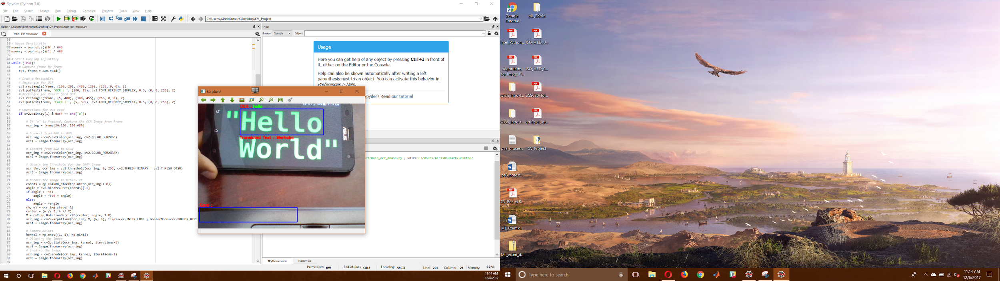 Spyder (Python 3.6)
File Edit Search Source Run Debug Consoles Projects Tools View Help
C:\Users\GirishKumarK\Desktop\CV_Project
Editor - C:\Users\GirishKumarK\Desktop\CV_Project\main_ocr_mouse.py
main_ocr_mouse.py
35
36 # Mouse Sensitivity
37 msensx = pag.size()[0] / 640
38 msensy = pag.size()[1] / 480
39
40 # Start Looping Infinitely
41 while (True):
42 # Capture frame-by-frame
43 ret, frame = cam.read()
44
45 # Draw a Rectangles
46 # Rectangle for OCR
47 cv2.rectangle(frame, (160, 20), (480, 120), (255, 0, 0), 2)
48 cv2.putText(frame, 'OCR : ', (160, 15), cv2.FONT_HERSHEY_SIMPLEX, 0.5, (0, 0, 255), 2)
49 # Rectangle for Credit Card OCR
50 cv2.rectangle(frame, (5, 400), (380, 455), (255, 0, 0), 2)
51 cv2.putText(frame, 'Card : ', (5, 395), cv2.FONT_HERSHEY_SIMPLEX, 0.5, (0, 0, 255), 2)
52
53 # Operations for OCR Read
54 if cv2.waitKey(1) & 0xFF == ord('o'):
55
56 # If 'o' is Pressed, Capture the OCR Image from Frame
57 ocr_img = frame[20:120, 160:480]
58
59 # Convert from BGR to RGB
60 ocr_img = cv2.cvtColor(ocr_img, cv2.COLOR_BGR2RGB)
61 ocr1 = Image.fromarray(ocr_img)
62
63 # Convert from RGB to GRAY
64 ocr_img = cv2.cvtColor(ocr_img, cv2.COLOR_RGB2GRAY)
65 ocr2 = Image.fromarray(ocr_img)
66
67 # Obtain the Threshold for the GRAY Image
68 ocr_thr, ocr_img = cv2.threshold(ocr_img, 0, 255, cv2.THRESH_BINARY | cv2.THRESH_OTSU)
69 ocr3 = Image.fromarray(ocr_img)
70
71 # Rotate the Image to DeSkew It
72 coords = np.column_stack(np.where(ocr_img > 0))
73 angle = cv2.minAreaRect(coords)[-1]
74 if angle < -45:
75 angle = -(90 + angle)
76 else:
77 angle = -angle
78 (h, w) = ocr_img.shape[:2]
79 center = (w // 2, h // 2)
80 M = cv2.getRotationMatrix2D(center, angle, 1.0)
81 ocr_img = cv2.warpAffine(ocr_img, M, (w, h), flags=cv2.INTER_CUBIC, borderMode=cv2.BORDER_REPL
82 ocr4 = Image.fromarray(ocr_img)
83
84 # Remove Noises
85 kernel = np.ones((1, 1), np.uint8)
86 # Dilating the Image
87 ocr_img = cv2.dilate(ocr_img, kernel, iterations=1)
88 ocr5 = Image.fromarray(ocr_img)
89 # Eroding the Image
90 ocr_img = cv2.erode(ocr_img, kernel, iterations=1)
91 ocr6 = Image.fromarray(ocr_img)
92
Help
Source Console Object
Usage
Here you can get help of any object by pressing Ctrl+I in front of
it, either on the Editor or the Console.
Help can also be shown automatically after writing a left
parenthesis next to an object. You can activate this behavior in
Preferences > Help.
Spyder? Read our tutorial
Capture
OCR : hello
11:14 AM
"Hello
Translated Text : Merhaba
World"
ASUS
Card :
ect/main_ocr_mouse.py', wdir='C:/Users/GirishKumarK/Desktop/
IPython console History log
Permissions: RW End-of-lines: CRLF Encoding: ASCII Line: 202 Column: 21 Memory: 32 %
11:14 AM
12/6/2017
Google
Chrome
ML_EXAM
Intel_Python...
ISO_MED_U...
Algorithms
for Image P...
ISO_MED_C...
wksh_intro-t...
SCSC80-Tol...
wksh_intro-t...
artificial_int...
pa3_proces...
CV_Project
pa3_note.d...
CV_PA3_GIR...
ML_Exam.d...
ML_exam_d...
Type here to search
11:14 AM
12/6/2017